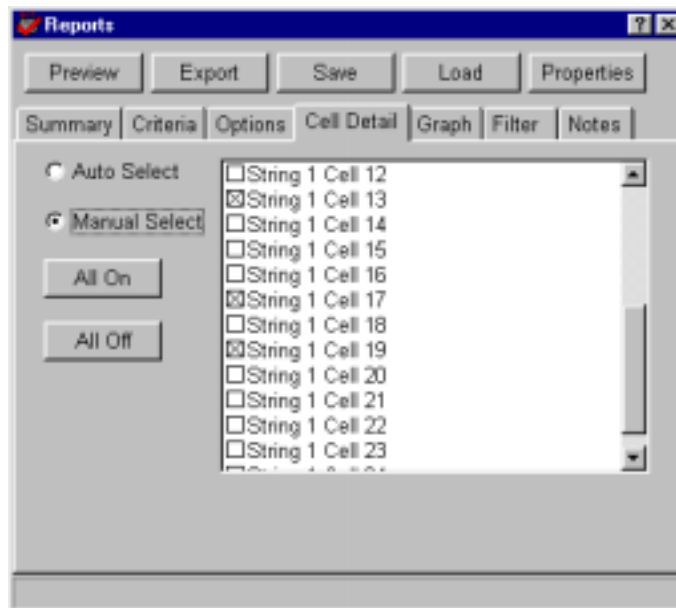 Reports
Preview Export Save Load Properties
Summary Criteria Options Cell Detail Graph Filter Notes
Auto Select
Manual Select
All On
All Off
String 1 Cell 12
String 1 Cell 13
String 1 Cell 14
String 1 Cell 15
String 1 Cell 16
String 1 Cell 17
String 1 Cell 18
String 1 Cell 19
String 1 Cell 20
String 1 Cell 21
String 1 Cell 22
String 1 Cell 23